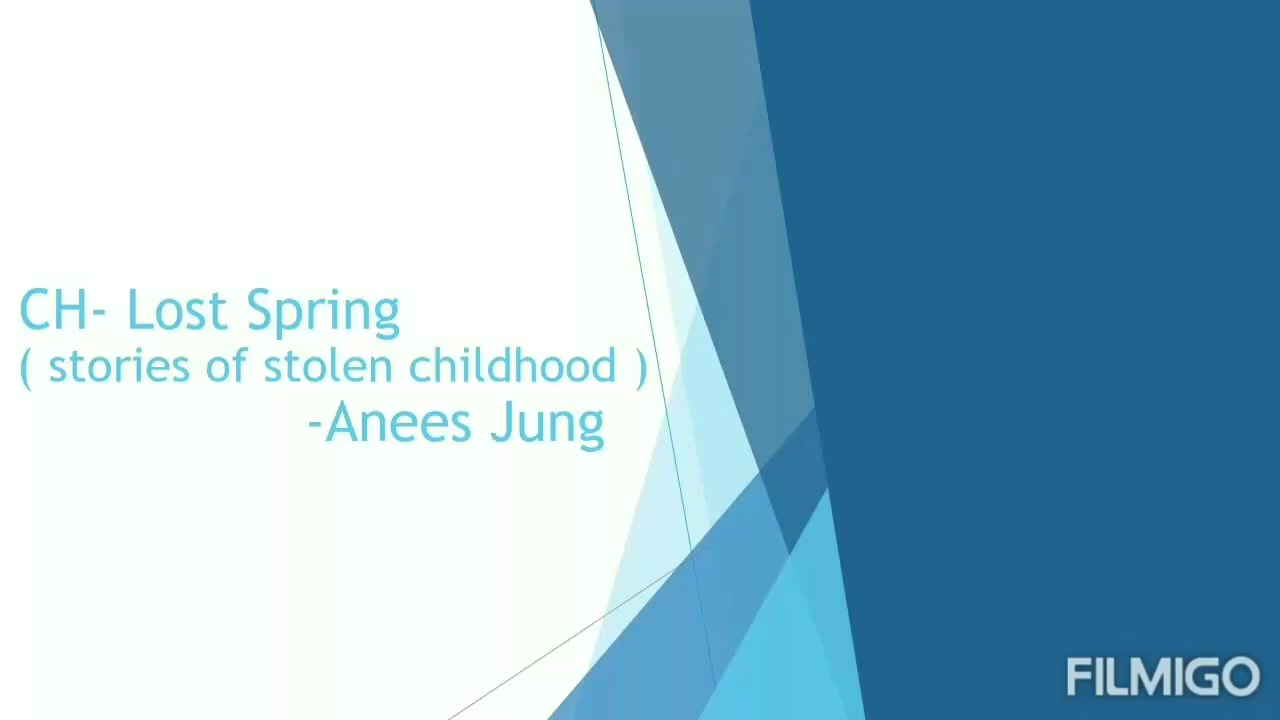 CH- Lost Spring
( stories of stolen childhood )
-Anees Jung
FILMIGO